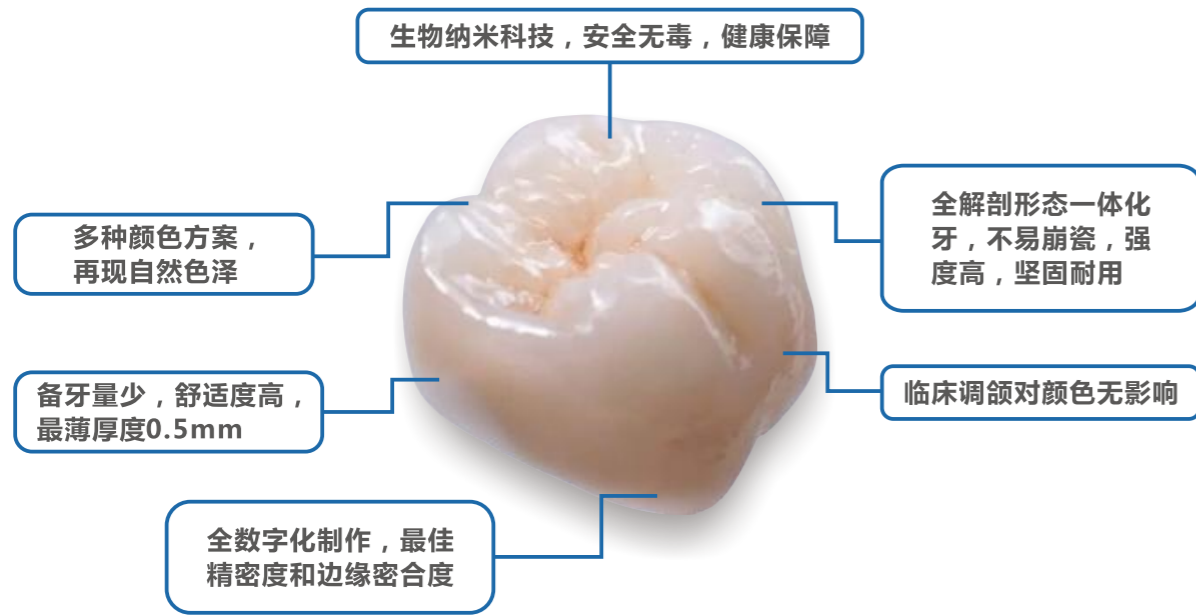 生物纳米科技，安全无毒，健康保障
多种颜色方案，
再现自然色泽
全解剖形态一体化
牙，不易崩瓷，强
度高，坚固耐用
备牙量少，舒适度高，
最薄厚度0.5mm
临床调颌对颜色无影响
全数字化制作，最佳
精密度和边缘密合度